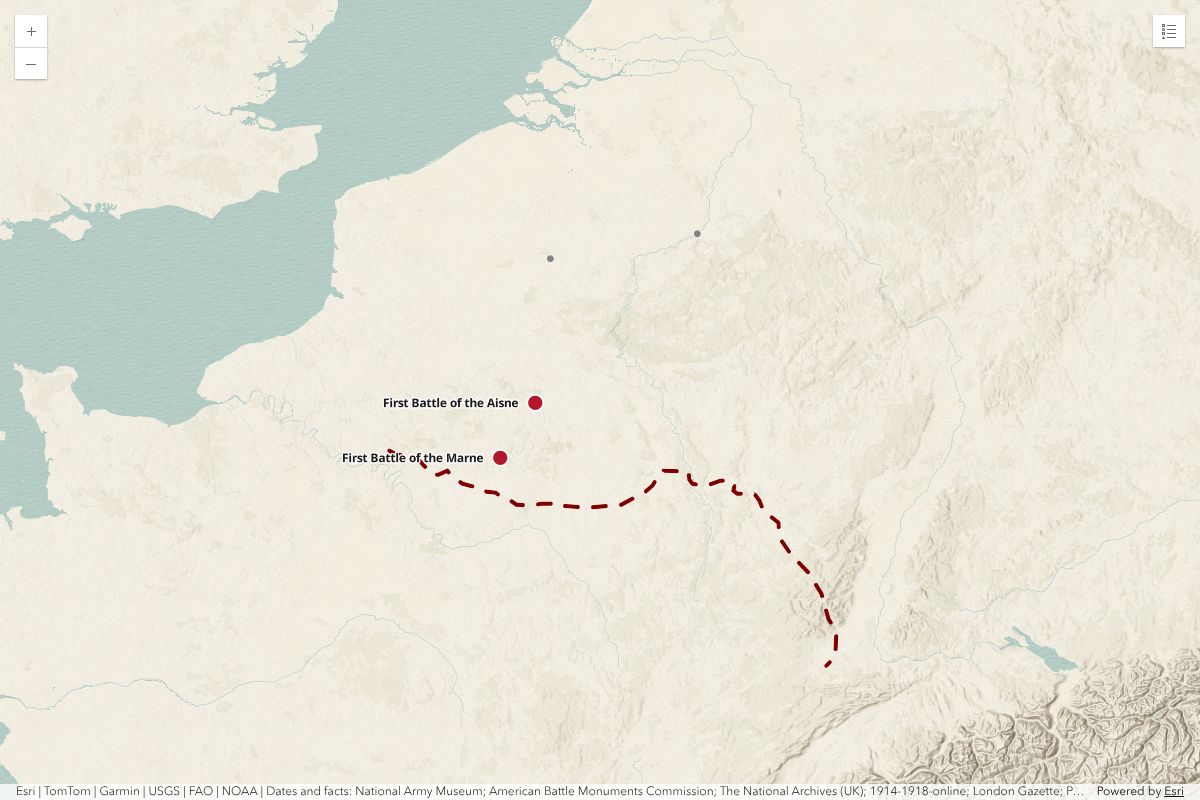 +
−
First Battle of the Aisne
First Battle of the Marne
Esri | TomTom | Garmin | USGS | FAO | NOAA | Dates and facts: National Army Museum; American Battle Monuments Commission; The National Archives (UK); 1914-1918-online; London Gazette; P... Powered by Esri